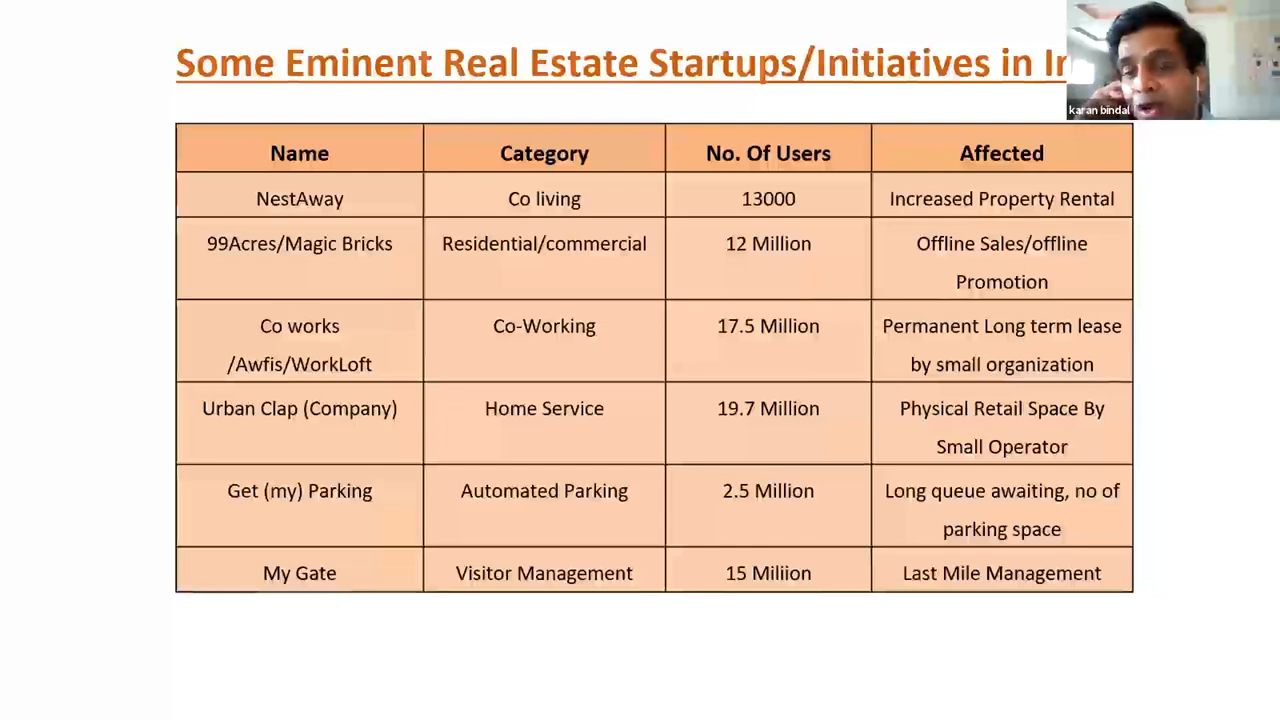 Some Eminent Real Estate Startups/Initiatives in
karan bindal
Name Category No. Of Users Affected
NestAway Co living 13000 Increased Property Rental
99Acres/Magic Bricks Residential/commercial 12 Million Offline Sales/offline
Promotion
Co works Co-Working 17.5 Million Permanent Long term lease
/Awfis/WorkLoft by small organization
Urban Clap (Company) Home Service 19.7 Million Physical Retail Space By
Small Operator
Get (my) Parking Automated Parking 2.5 Million Long queue awaiting, no of
parking space
My Gate Visitor Management 15 Miliion Last Mile Management